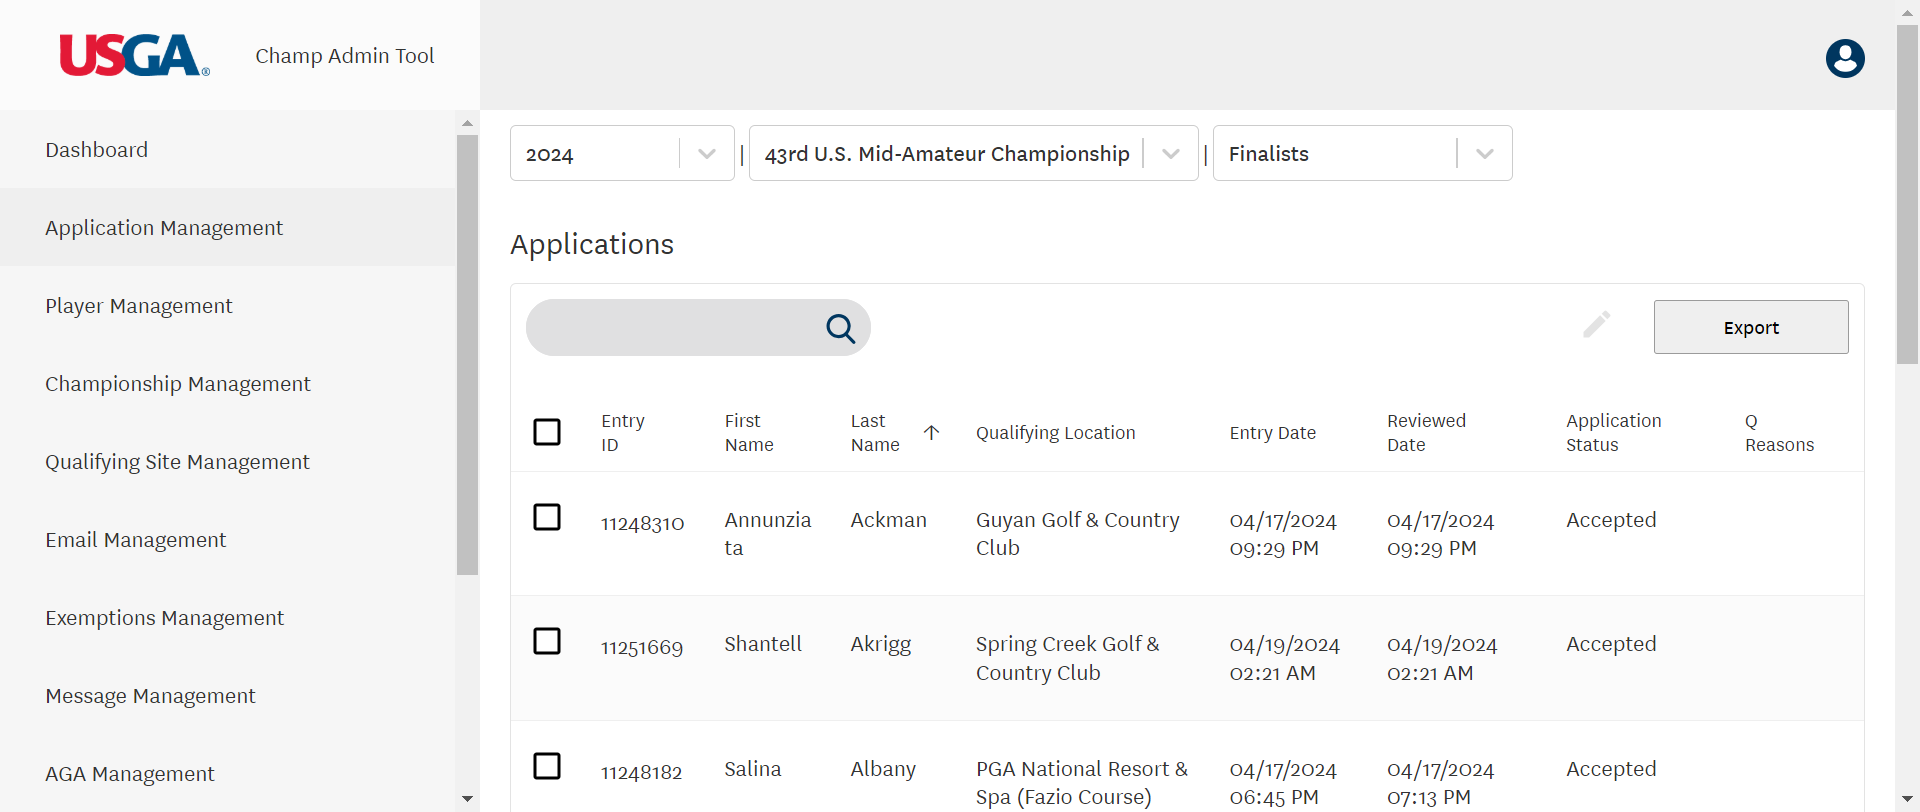 USGA®
Champ Admin Tool
Dashboard
Application Management
Player Management
Championship Management
Qualifying Site Management
Email Management
Exemptions Management
Message Management
AGA Management
2024 | 43rd U.S. Mid-Amateur Championship | Finalists
Applications
Export
Entry ID
First Name
Last Name ↑
Qualifying Location
Entry Date
Reviewed Date
Application Status
Q Reasons
11248310
Annunzia
ta
Ackman
Guyan Golf & Country
Club
04/17/2024
09:29 PM
04/17/2024
09:29 PM
Accepted
11251669
Shantell
Akrigg
Spring Creek Golf &
Country Club
04/19/2024
02:21 AM
04/19/2024
02:21 AM
Accepted
11248182
Salina
Albany
PGA National Resort &
Spa (Fazio Course)
04/17/2024
06:45 PM
04/17/2024
07:13 PM
Accepted